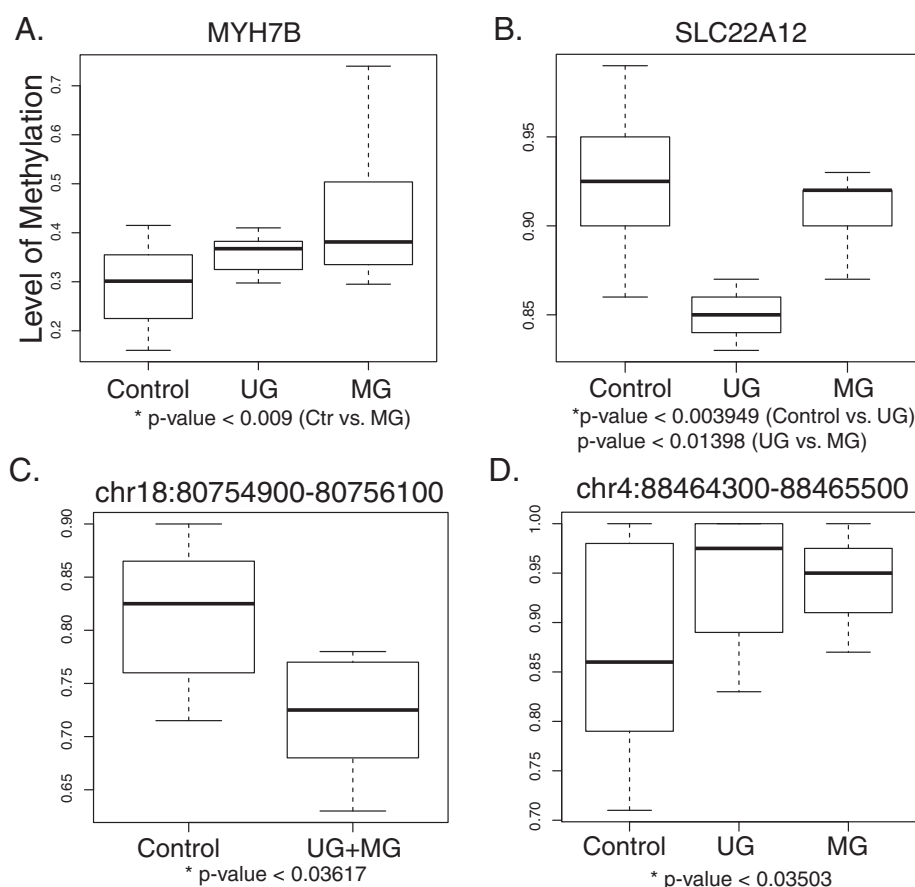 A.
MYH7B
Level of Methylation
0.2 0.3 0.4 0.5 0.6 0.7
Control UG MG
* p-value < 0.009 (Ctr vs. MG)
B.
SLC22A12
0.85 0.90 0.95
Control UG MG
*p-value < 0.003949 (Control vs. UG)
p-value < 0.01398 (UG vs. MG)
C.
chr18:80754900-80756100
0.65 0.70 0.75 0.80 0.85 0.90
Control UG+MG
* p-value < 0.03617
D.
chr4:88464300-88465500
0.70 0.75 0.80 0.85 0.90 0.95 1.00
Control UG MG
* p-value < 0.03503